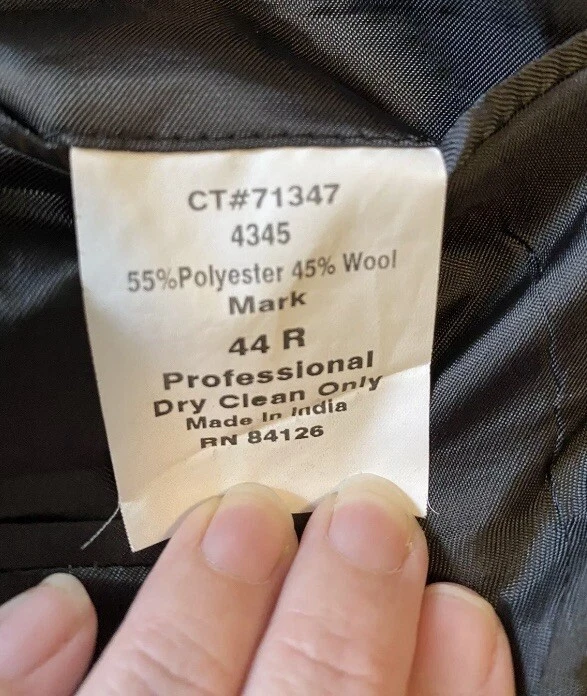 CT#71347
4345
55%Polyester 45% Wool
Mark
44 R
Professional
Dry Clean Only
Made In India
RN 84126